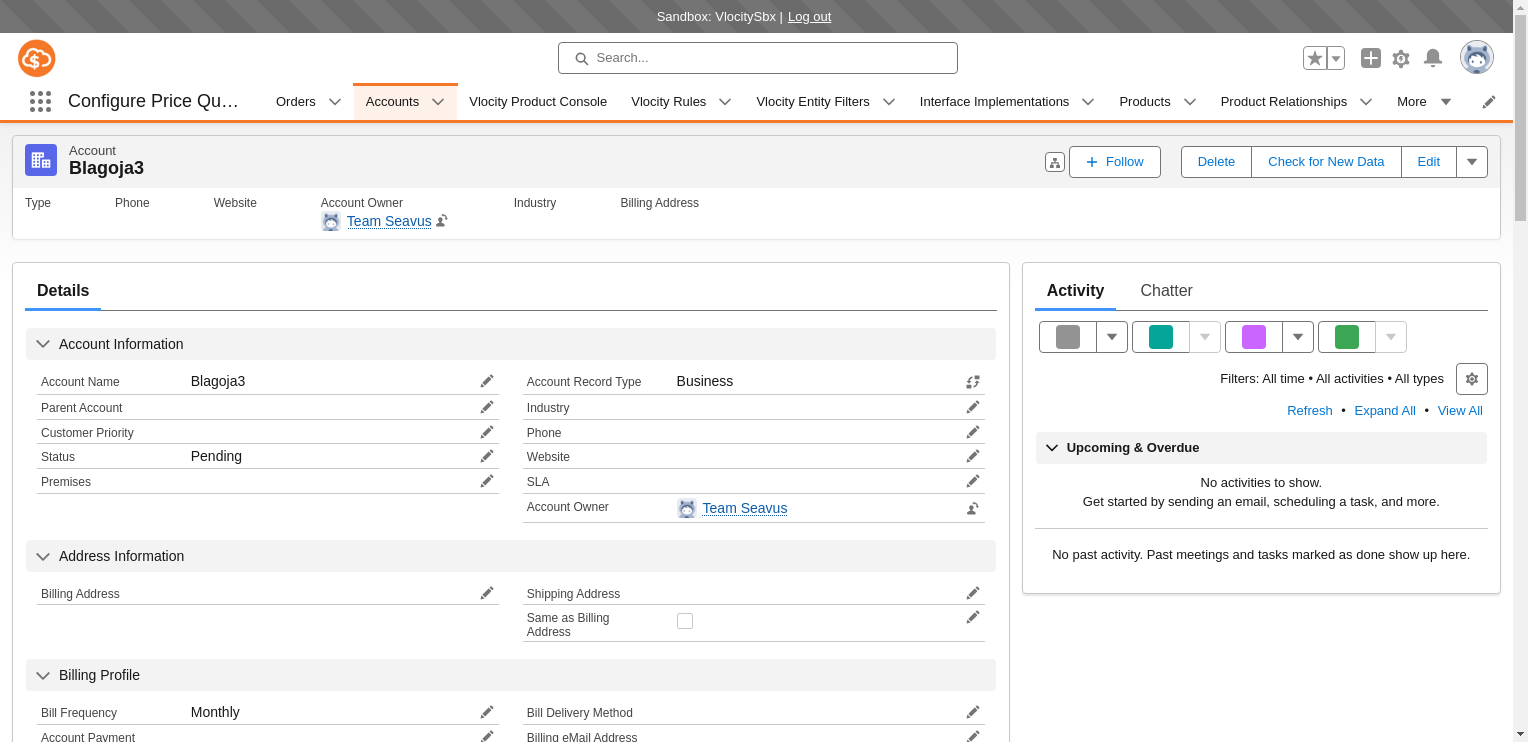 Sandbox: VlocitySbx | Log out
Search...
Configure Price Qu...
Orders
Accounts
Vlocity Product Console
Vlocity Rules
Vlocity Entity Filters
Interface Implementations
Products
Product Relationships
More
Account
Blagoja3
Follow
Delete
Check for New Data
Edit
Type
Phone
Website
Account Owner
Team Seavus
Industry
Billing Address
Details
Account Information
Account Name Blagoja3
Account Record Type Business
Parent Account
Industry
Customer Priority
Phone
Status Pending
Website
Premises
SLA
Account Owner Team Seavus
Address Information
Billing Address
Shipping Address
Same as Billing
Address
Billing Profile
Bill Frequency Monthly
Bill Delivery Method
Account Payment
Billing eMail Address
Activity
Chatter
Filters: All time • All activities • All types
Refresh • Expand All • View All
Upcoming & Overdue
No activities to show.
Get started by sending an email, scheduling a task, and more.
No past activity. Past meetings and tasks marked as done show up here.